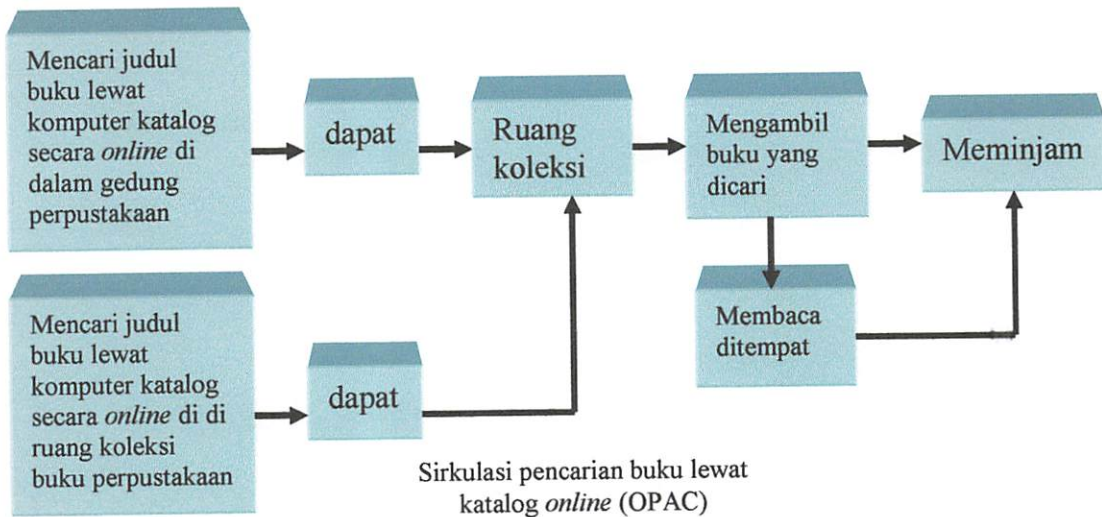 Mencari judul
buku lewat
komputer katalog
secara online di
dalam gedung
perpustakaan
dapat
Ruang
koleksi
Mengambil
buku yang
dicari
Meminjam
Membaca
ditempat
Mencari judul
buku lewat
komputer katalog
secara online di di
ruang koleksi
buku perpustakaan
dapat
Sirkulasi pencarian buku lewat
katalog online (OPAC)